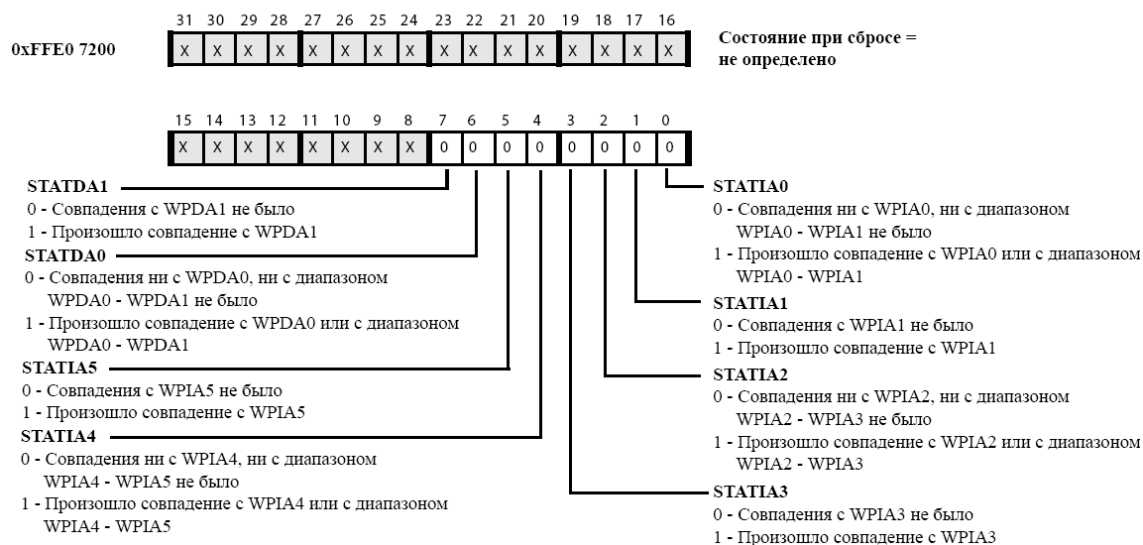 31 30 29 28 27 26 25 24 23 22 21 20 19 18 17 16
0xFFE0 7200
X X X X X X X X X X X X X X X X
Состояние при сбросе =
не определено
15 14 13 12 11 10 9 8 7 6 5 4 3 2 1 0
X X X X X X X X 0 0 0 0 0 0 0 0
STATDA1
0 - Совпадения с WPDA1 не было
1 - Произошло совпадение с WPDA1
STATDA0
0 - Совпадения ни с WPDA0, ни с диапазоном
WPDA0 - WPDA1 не было
1 - Произошло совпадение с WPDA0 или с диапазоном
WPDA0 - WPDA1
STATIA5
0 - Совпадения с WPIA5 не было
1 - Произошло совпадение с WPIA5
STATIA4
0 - Совпадения ни с WPIA4, ни с диапазоном
WPIA4 - WPIA5 не было
1 - Произошло совпадение с WPIA4 или с диапазоном
WPIA4 - WPIA5
STATIA0
0 - Совпадения ни с WPIA0, ни с диапазоном
WPIA0 - WPIA1 не было
1 - Произошло совпадение с WPIA0 или с диапазоном
WPIA0 - WPIA1
STATIA1
0 - Совпадения с WPIA1 не было
1 - Произошло совпадение с WPIA1
STATIA2
0 - Совпадения ни с WPIA2, ни с диапазоном
WPIA2 - WPIA3 не было
1 - Произошло совпадение с WPIA2 или с диапазоном
WPIA2 - WPIA3
STATIA3
0 - Совпадения с WPIA3 не было
1 - Произошло совпадение с WPIA3